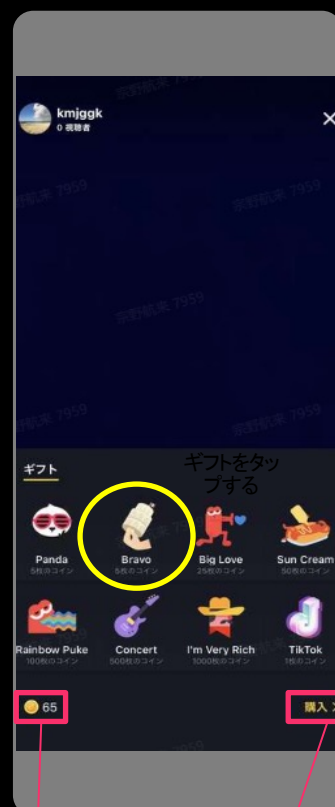 kmjggk
0 視聴者
ギフト
ギフトをタッ
プする
Panda
5枚のコイン
Bravo
5枚のコイン
Big Love
25枚のコイン
Sun Cream
50枚のコイン
Rainbow Puke
100枚のコイン
Concert
500枚のコイン
I'm Very Rich
1000枚のコイン
TikTok
1枚のコイン
65
購入